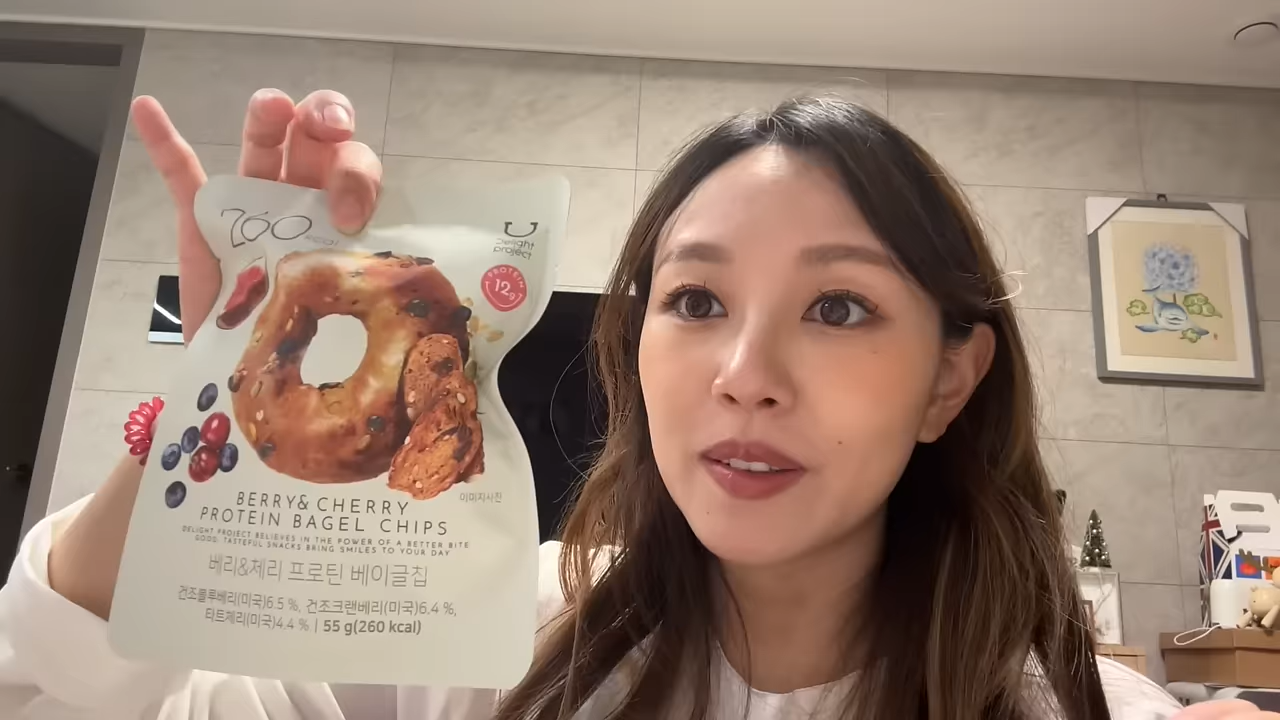 760
Delight
project
PROTEIN
12g
이미지사진
BERRY & CHERRY
PROTEIN BAGEL CHIPS
DELIGHT PROJECT BELIEVES IN THE POWER OF A BETTER BITE
GOOD, TASTEFUL SNACKS BRING SMILES TO YOUR DAY
베리&체리 프로틴 베이글칩
건조블루베리(미국)6.5 %, 건조크랜베리(미국)6.4 %,
타트체리(미국)4.4 % | 55 g(260 kcal)